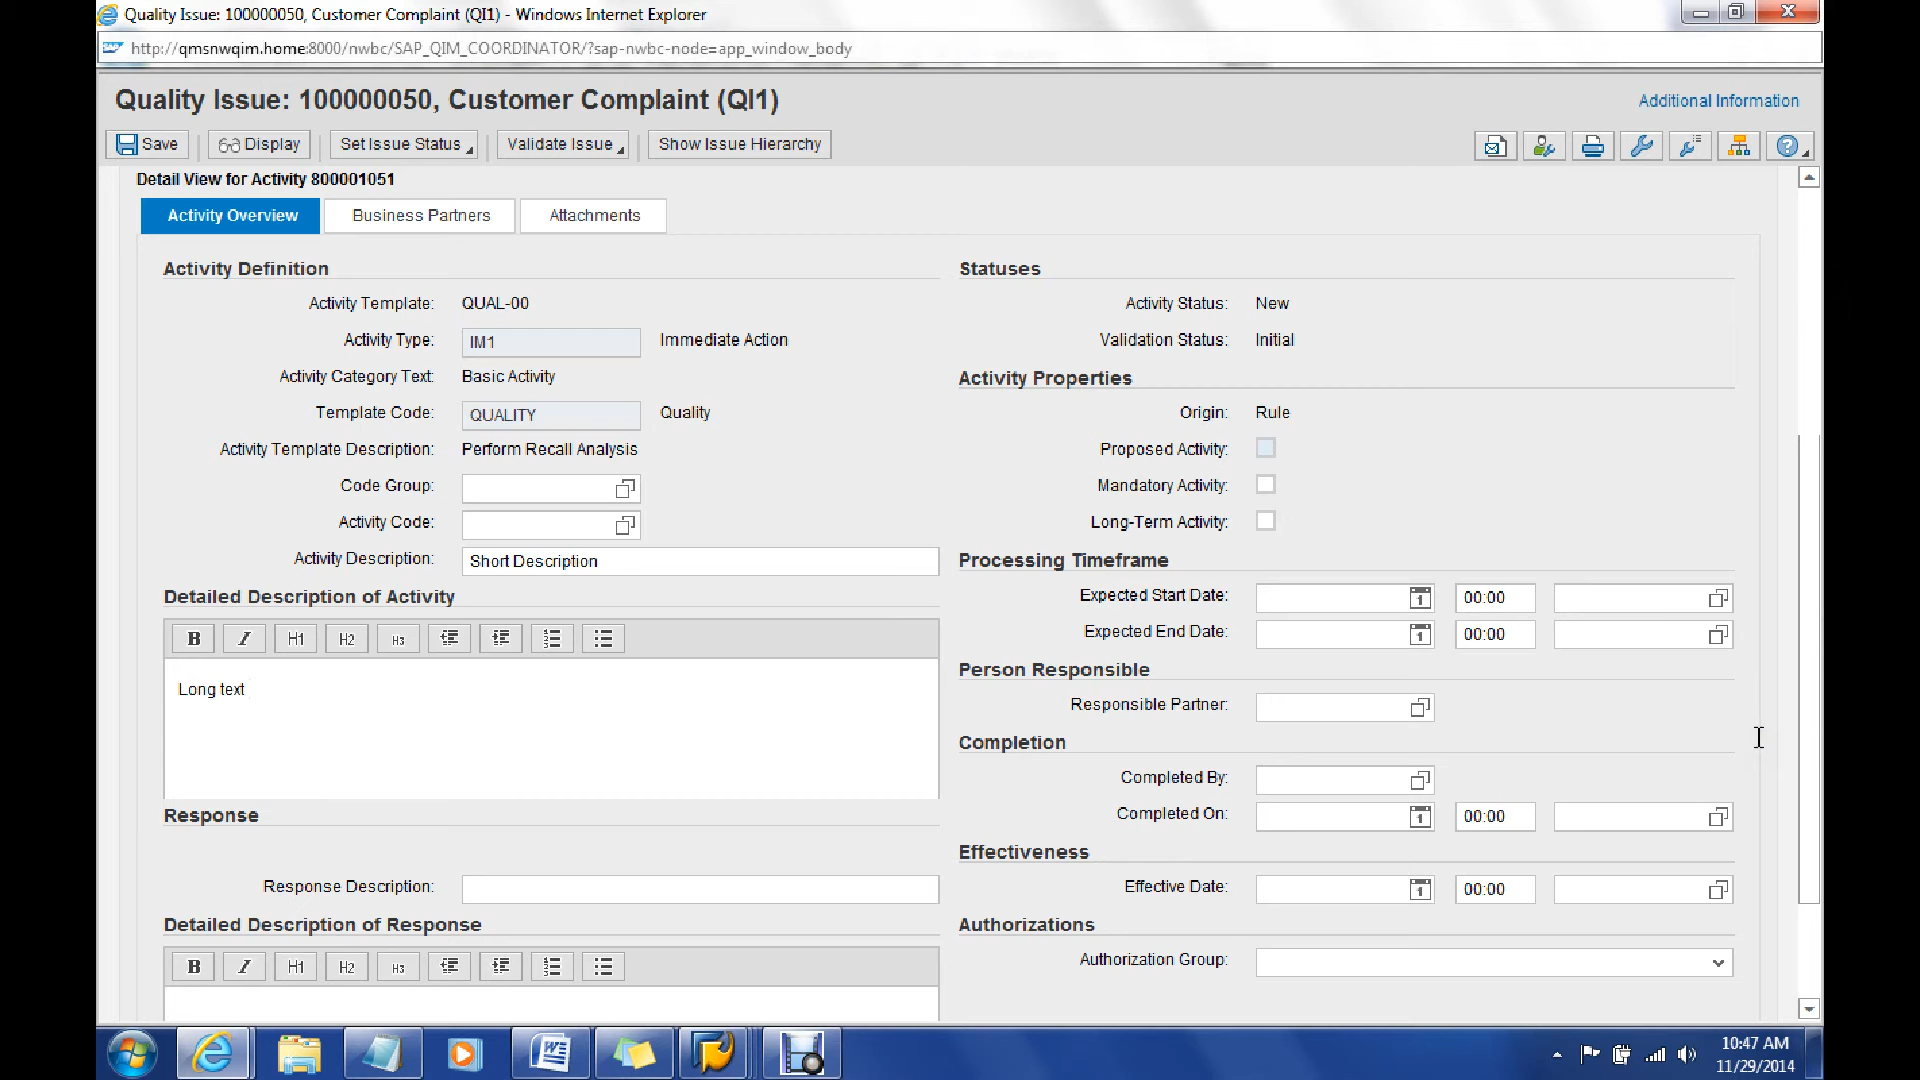 Quality Issue: 100000050, Customer Complaint (QI1) - Windows Internet Explorer
http://qmsnwqim.home:8000/nwbc/SAP_QIM_COORDINATOR/?sap-nwbc-node=app_window_body
Quality Issue: 100000050, Customer Complaint (QI1)
Additional Information
Save Display Set Issue Status Validate Issue Show Issue Hierarchy
Detail View for Activity 800001051
Activity Overview Business Partners Attachments
Activity Definition
Activity Template: QUAL-00
Activity Type: IM1 Immediate Action
Activity Category Text: Basic Activity
Template Code: QUALITY Quality
Activity Template Description: Perform Recall Analysis
Code Group:
Activity Code:
Activity Description: Short Description
Detailed Description of Activity
B I H1 H2 H3
Long text
Response
Response Description:
Detailed Description of Response
B I H1 H2 H3
Statuses
Activity Status: New
Validation Status: Initial
Activity Properties
Origin: Rule
Proposed Activity:
Mandatory Activity:
Long-Term Activity:
Processing Timeframe
Expected Start Date: 00:00
Expected End Date: 00:00
Person Responsible
Responsible Partner:
Completion
Completed By:
Completed On: 00:00
Effectiveness
Effective Date: 00:00
Authorizations
Authorization Group:
10:47 AM
11/29/2014